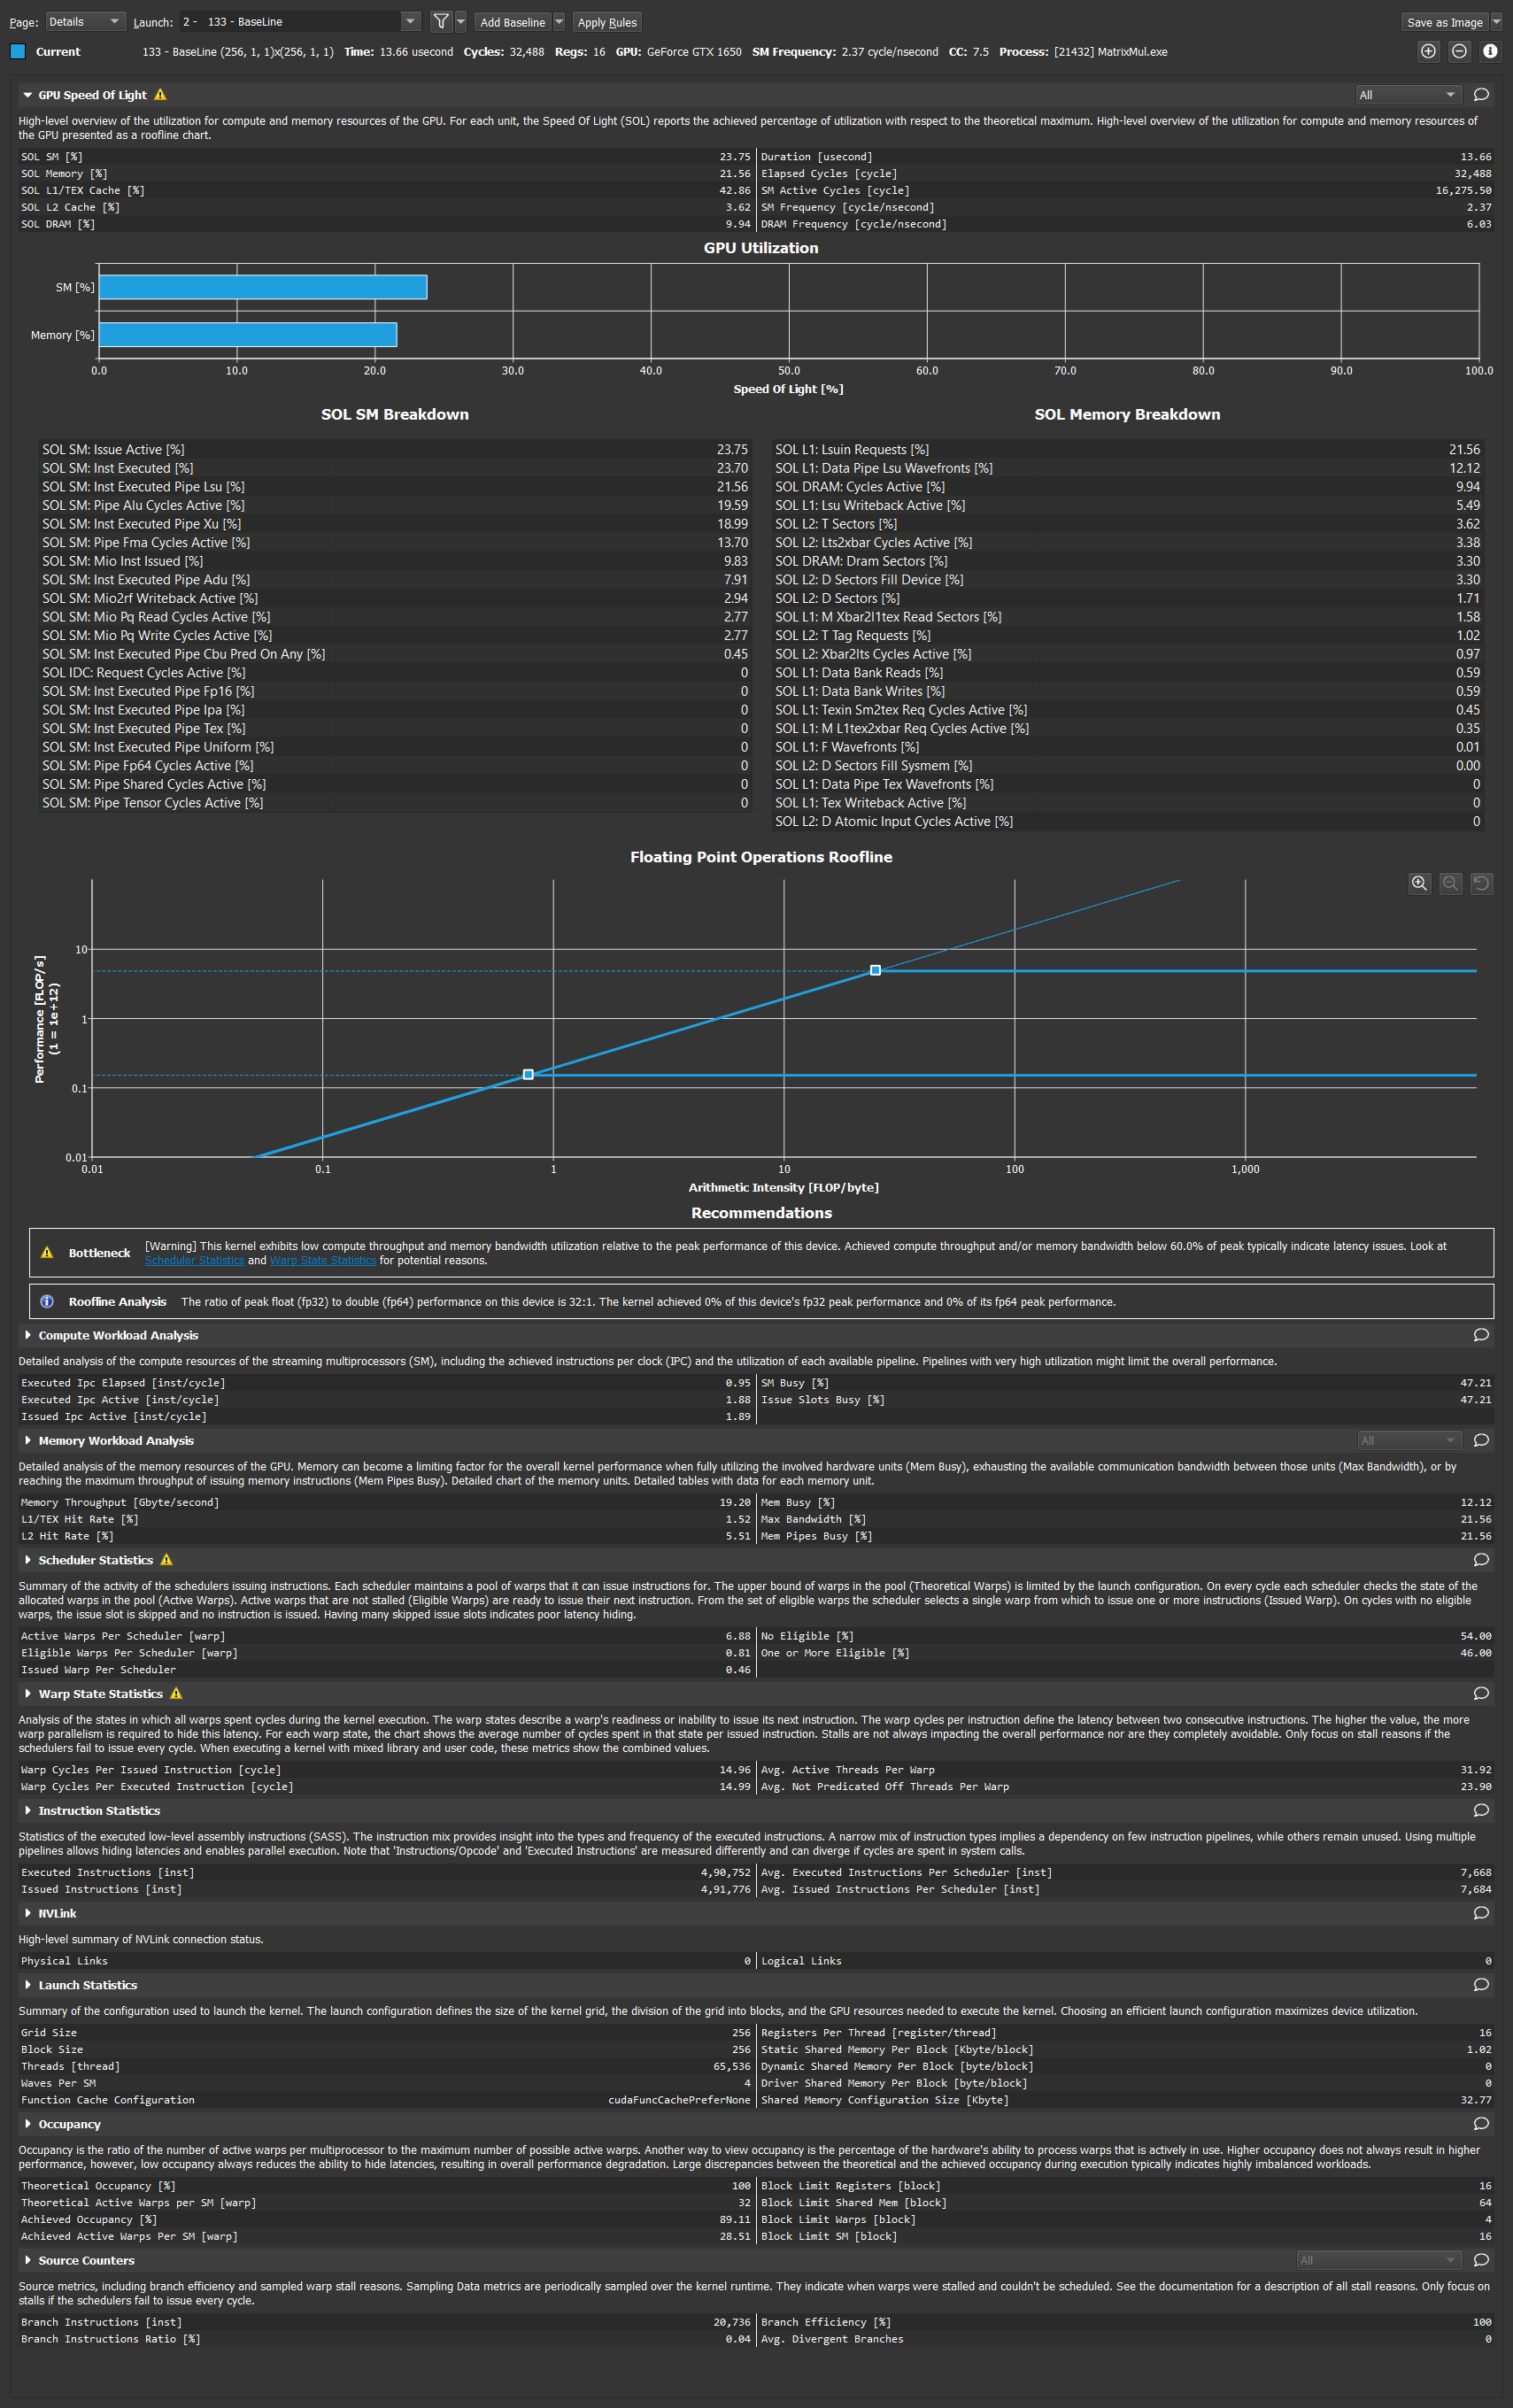 Page: Details Launch: 2 - 133 - BaseLine Add Baseline Apply Rules Save as Image
Current 133 - BaseLine (256, 1, 1)x(256, 1, 1) Time: 13.66 usecond Cycles: 32,488 Regs: 16 GPU: GeForce GTX 1650 SM Frequency: 2.37 cycle/nsecond CC: 7.5 Process: [21432] MatrixMul.exe
GPU Speed Of Light All
High-level overview of the utilization for compute and memory resources of the GPU. For each unit, the Speed Of Light (SOL) reports the achieved percentage of utilization with respect to the theoretical maximum. High-level overview of the utilization for compute and memory resources of
the GPU presented as a roofline chart.
SOL SM [%] 23.75 Duration [usecond] 13.66
SOL Memory [%] 21.56 Elapsed Cycles [cycle] 32,488
SOL L1/TEX Cache [%] 42.86 SM Active Cycles [cycle] 16,275.50
SOL L2 Cache [%] 3.62 SM Frequency [cycle/nsecond] 2.37
SOL DRAM [%] 9.94 DRAM Frequency [cycle/nsecond] 6.03
GPU Utilization
SM [%]
Memory [%]
0.0 10.0 20.0 30.0 40.0 50.0 60.0 70.0 80.0 90.0 100.0
Speed Of Light [%]
SOL SM Breakdown
SOL SM: Issue Active [%] 23.75
SOL SM: Inst Executed [%] 23.70
SOL SM: Inst Executed Pipe Lsu [%] 21.56
SOL SM: Pipe Alu Cycles Active [%] 19.59
SOL SM: Inst Executed Pipe Xu [%] 18.99
SOL SM: Pipe Fma Cycles Active [%] 13.70
SOL SM: Mio Inst Issued [%] 9.83
SOL SM: Inst Executed Pipe Adu [%] 7.91
SOL SM: Mio2rf Writeback Active [%] 2.94
SOL SM: Mio Pq Read Cycles Active [%] 2.77
SOL SM: Mio Pq Write Cycles Active [%] 2.77
SOL SM: Inst Executed Pipe Cbu Pred On Any [%] 0.45
SOL IDC: Request Cycles Active [%] 0
SOL SM: Inst Executed Pipe Fp16 [%] 0
SOL SM: Inst Executed Pipe Ipa [%] 0
SOL SM: Inst Executed Pipe Tex [%] 0
SOL SM: Inst Executed Pipe Uniform [%] 0
SOL SM: Pipe Fp64 Cycles Active [%] 0
SOL SM: Pipe Shared Cycles Active [%] 0
SOL SM: Pipe Tensor Cycles Active [%] 0
SOL Memory Breakdown
SOL L1: Lsuin Requests [%] 21.56
SOL L1: Data Pipe Lsu Wavefronts [%] 12.12
SOL DRAM: Cycles Active [%] 9.94
SOL L1: Lsu Writeback Active [%] 5.49
SOL L2: T Sectors [%] 3.62
SOL L2: Lts2xbar Cycles Active [%] 3.38
SOL DRAM: Dram Sectors [%] 3.30
SOL L2: D Sectors Fill Device [%] 3.30
SOL L2: D Sectors [%] 1.71
SOL L1: M Xbar2l1tex Read Sectors [%] 1.58
SOL L2: T Tag Requests [%] 1.02
SOL L2: Xbar2lts Cycles Active [%] 0.97
SOL L1: Data Bank Reads [%] 0.59
SOL L1: Data Bank Writes [%] 0.59
SOL L1: Texin Sm2tex Req Cycles Active [%] 0.45
SOL L1: M L1tex2xbar Req Cycles Active [%] 0.35
SOL L1: F Wavefronts [%] 0.01
SOL L2: D Sectors Fill Sysmem [%] 0.00
SOL L1: Data Pipe Tex Wavefronts [%] 0
SOL L1: Tex Writeback Active [%] 0
SOL L2: D Atomic Input Cycles Active [%] 0
Floating Point Operations Roofline
Performance [FLOP/s]
(1 = 1e+12)
10
1
0.1
0.01
0.01 0.1 1 10 100 1,000
Arithmetic Intensity [FLOP/byte]
Recommendations
Bottleneck [Warning] This kernel exhibits low compute throughput and memory bandwidth utilization relative to the peak performance of this device. Achieved compute throughput and/or memory bandwidth below 60.0% of peak typically indicate latency issues. Look at
Scheduler Statistics and Warp State Statistics for potential reasons.
Roofline Analysis The ratio of peak float (fp32) to double (fp64) performance on this device is 32:1. The kernel achieved 0% of this device's fp32 peak performance and 0% of its fp64 peak performance.
Compute Workload Analysis
Detailed analysis of the compute resources of the streaming multiprocessors (SM), including the achieved instructions per clock (IPC) and the utilization of each available pipeline. Pipelines with very high utilization might limit the overall performance.
Executed Ipc Elapsed [inst/cycle] 0.95 SM Busy [%] 47.21
Executed Ipc Active [inst/cycle] 1.88 Issue Slots Busy [%] 47.21
Issued Ipc Active [inst/cycle] 1.89
Memory Workload Analysis All
Detailed analysis of the memory resources of the GPU. Memory can become a limiting factor for the overall kernel performance when fully utilizing the involved hardware units (Mem Busy), exhausting the available communication bandwidth between those units (Max Bandwidth), or by
reaching the maximum throughput of issuing memory instructions (Mem Pipes Busy). Detailed chart of the memory units. Detailed tables with data for each memory unit.
Memory Throughput [Gbyte/second] 19.20 Mem Busy [%] 12.12
L1/TEX Hit Rate [%] 1.52 Max Bandwidth [%] 21.56
L2 Hit Rate [%] 5.51 Mem Pipes Busy [%] 21.56
Scheduler Statistics
Summary of the activity of the schedulers issuing instructions. Each scheduler maintains a pool of warps that it can issue instructions for. The upper bound of warps in the pool (Theoretical Warps) is limited by the launch configuration. On every cycle each scheduler checks the state of the
allocated warps in the pool (Active Warps). Active warps that are not stalled (Eligible Warps) are ready to issue their next instruction. From the set of eligible warps the scheduler selects a single warp from which to issue one or more instructions (Issued Warp). On cycles with no eligible
warps, the issue slot is skipped and no instruction is issued. Having many skipped issue slots indicates poor latency hiding.
Active Warps Per Scheduler [warp] 6.88 No Eligible [%] 54.00
Eligible Warps Per Scheduler [warp] 0.81 One or More Eligible [%] 46.00
Issued Warp Per Scheduler 0.46
Warp State Statistics
Analysis of the states in which all warps spent cycles during the kernel execution. The warp states describe a warp's readiness or inability to issue its next instruction. The warp cycles per instruction define the latency between two consecutive instructions. The higher the value, the more
warp parallelism is required to hide this latency. For each warp state, the chart shows the average number of cycles spent in that state per issued instruction. Stalls are not always impacting the overall performance nor are they completely avoidable. Only focus on stall reasons if the
schedulers fail to issue every cycle. When executing a kernel with mixed library and user code, these metrics show the combined values.
Warp Cycles Per Issued Instruction [cycle] 14.96 Avg. Active Threads Per Warp 31.92
Warp Cycles Per Executed Instruction [cycle] 14.99 Avg. Not Predicated Off Threads Per Warp 23.90
Instruction Statistics
Statistics of the executed low-level assembly instructions (SASS). The instruction mix provides insight into the types and frequency of the executed instructions. A narrow mix of instruction types implies a dependency on few instruction pipelines, while others remain unused. Using multiple
pipelines allows hiding latencies and enables parallel execution. Note that 'Instructions/Opcode' and 'Executed Instructions' are measured differently and can diverge if cycles are spent in system calls.
Executed Instructions [inst] 4,90,752 Avg. Executed Instructions Per Scheduler [inst] 7,668
Issued Instructions [inst] 4,91,776 Avg. Issued Instructions Per Scheduler [inst] 7,684
NVLink
High-level summary of NVLink connection status.
Physical Links 0 Logical Links 0
Launch Statistics
Summary of the configuration used to launch the kernel. The launch configuration defines the size of the kernel grid, the division of the grid into blocks, and the GPU resources needed to execute the kernel. Choosing an efficient launch configuration maximizes device utilization.
Grid Size 256 Registers Per Thread [register/thread] 16
Block Size 256 Static Shared Memory Per Block [Kbyte/block] 1.02
Threads [thread] 65,536 Dynamic Shared Memory Per Block [byte/block] 0
Waves Per SM 4 Driver Shared Memory Per Block [byte/block] 0
Function Cache Configuration cudaFuncCachePreferNone Shared Memory Configuration Size [Kbyte] 32.77
Occupancy
Occupancy is the ratio of the number of active warps per multiprocessor to the maximum number of possible active warps. Another way to view occupancy is the percentage of the hardware's ability to process warps that is actively in use. Higher occupancy does not always result in higher
performance, however, low occupancy always reduces the ability to hide latencies, resulting in overall performance degradation. Large discrepancies between the theoretical and the achieved occupancy during execution typically indicates highly imbalanced workloads.
Theoretical Occupancy [%] 100 Block Limit Registers [block] 16
Theoretical Active Warps per SM [warp] 32 Block Limit Shared Mem [block] 64
Achieved Occupancy [%] 89.11 Block Limit Warps [block] 4
Achieved Active Warps Per SM [warp] 28.51 Block Limit SM [block] 16
Source Counters All
Source metrics, including branch efficiency and sampled warp stall reasons. Sampling Data metrics are periodically sampled over the kernel runtime. They indicate when warps were stalled and couldn't be scheduled. See the documentation for a description of all stall reasons. Only focus on
stalls if the schedulers fail to issue every cycle.
Branch Instructions [inst] 20,736 Branch Efficiency [%] 100
Branch Instructions Ratio [%] 0.04 Avg. Divergent Branches 0